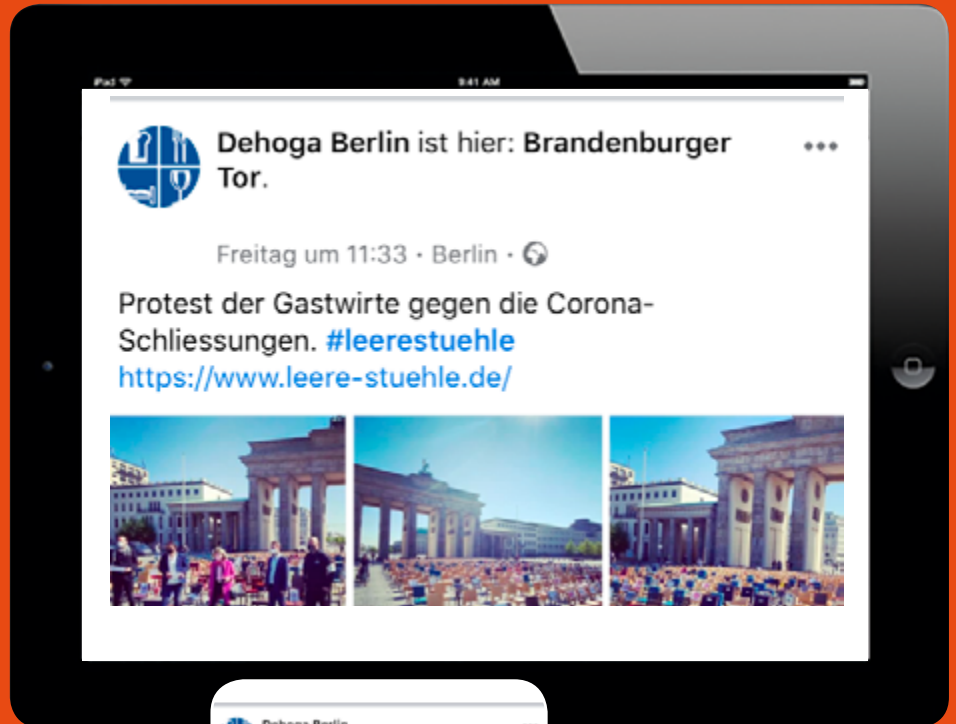 iPad
9:41 AM
Dehoga Berlin ist hier: Brandenburger
Tor.
Freitag um 11:33 · Berlin ·
Protest der Gastwirte gegen die Corona-
Schliessungen. #leerestuehle
https://www.leere-stuehle.de/
Dehoga Berlin